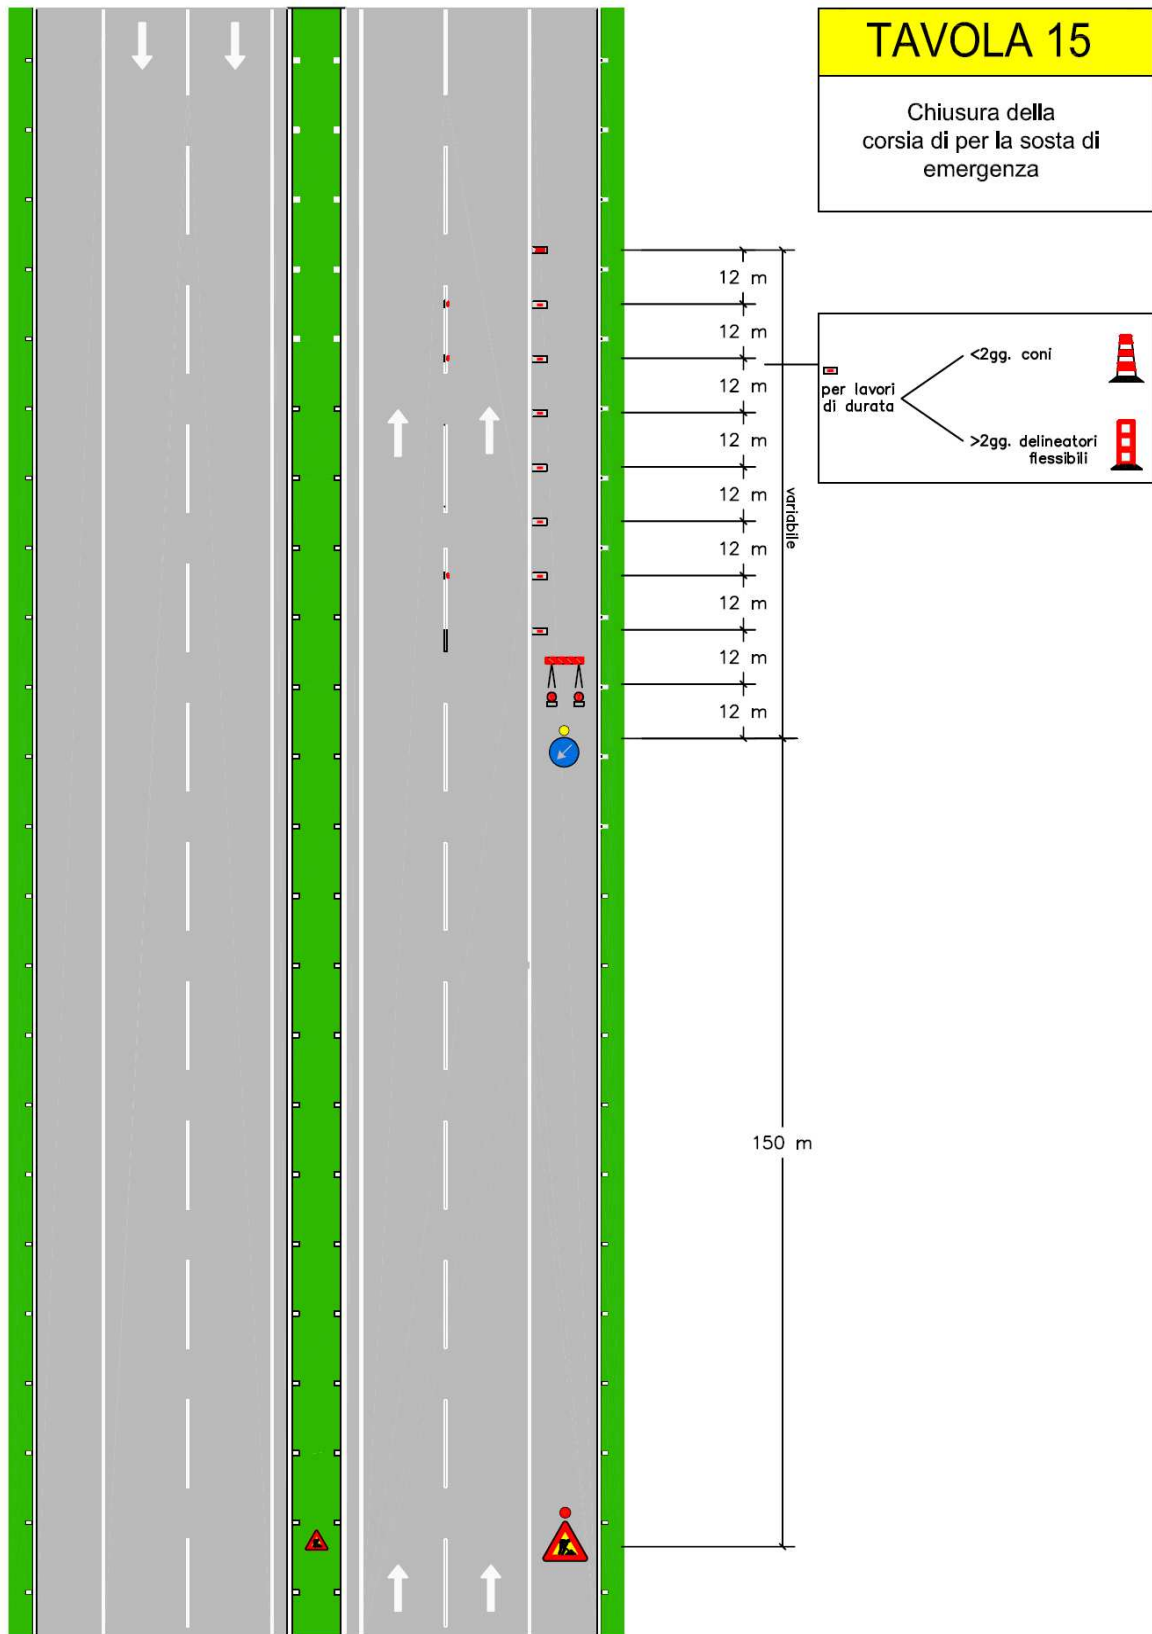 TAVOLA 15
Chiusura della
corsia di per la sosta di
emergenza
12 m
12 m
12 m
12 m
12 m
12 m
12 m
12 m
12 m
variabile
150 m
<2gg. coni
per lavori
di durata
>2gg. delineatori
flessibili